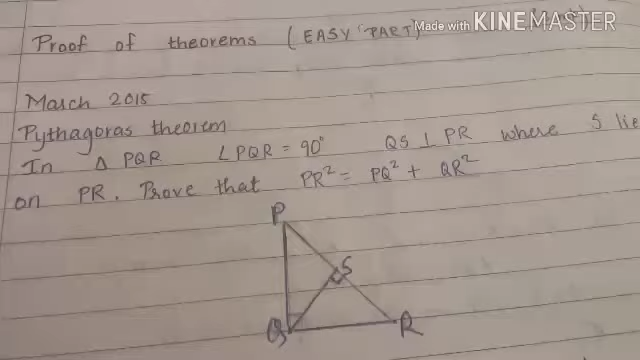 Made with KINEMASTER
Proof of theorems (EASY PART)
March 2015
Pythagoras theorem
In △ PQR ∠PQR = 90° QS ⊥ PR where S lie
on PR. Prove that PR² = PQ² + QR²
P
S
Q
R